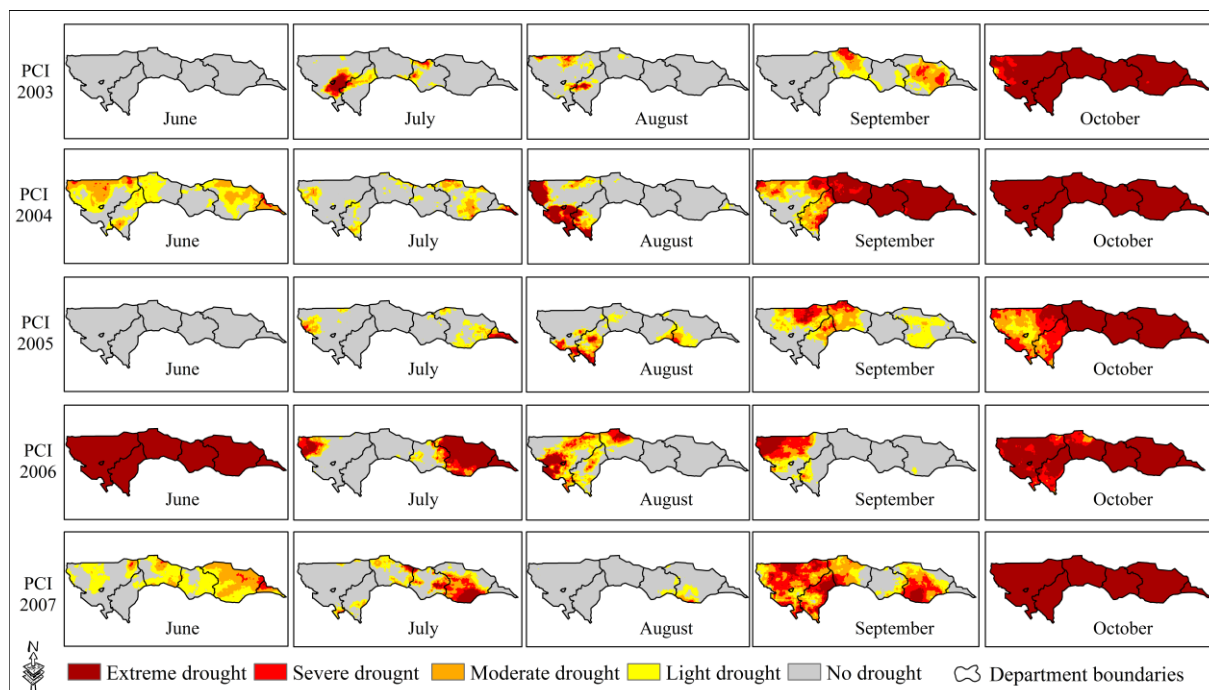 PCI
2003
June
July
August
September
October
PCI
2004
June
July
August
September
October
PCI
2005
June
July
August
September
October
PCI
2006
June
July
August
September
October
PCI
2007
June
July
August
September
October
N
Extreme drought
Severe drougnt
Moderate drought
Light drought
No drought
Department boundaries